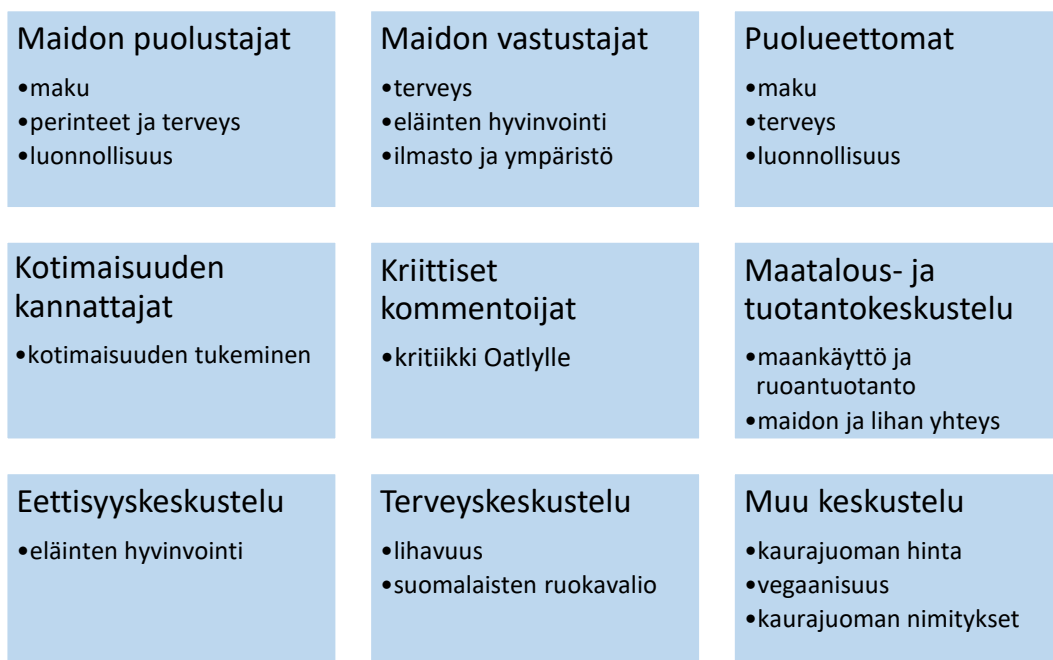 Maidon puolustajat
•maku
•perinteet ja terveys
•luonnollisuus
Maidon vastustajat
•terveys
•eläinten hyvinvointi
•ilmasto ja ympäristö
Puolueettomat
•maku
•terveys
•luonnollisuus
Kotimaisuuden
kannattajat
•kotimaisuuden tukeminen
Kriittiset
kommentoijat
•kritiikki Oatlylle
Maatalous- ja
tuotantokeskustelu
•maankäyttö ja
ruoantuotanto
•maidon ja lihan yhteys
Eettisyyskeskustelu
•eläinten hyvinvointi
Terveyskeskustelu
•lihavuus
•suomalaisten ruokavalio
Muu keskustelu
•kaurajuoman hinta
•vegaanisuus
•kaurajuoman nimitykset